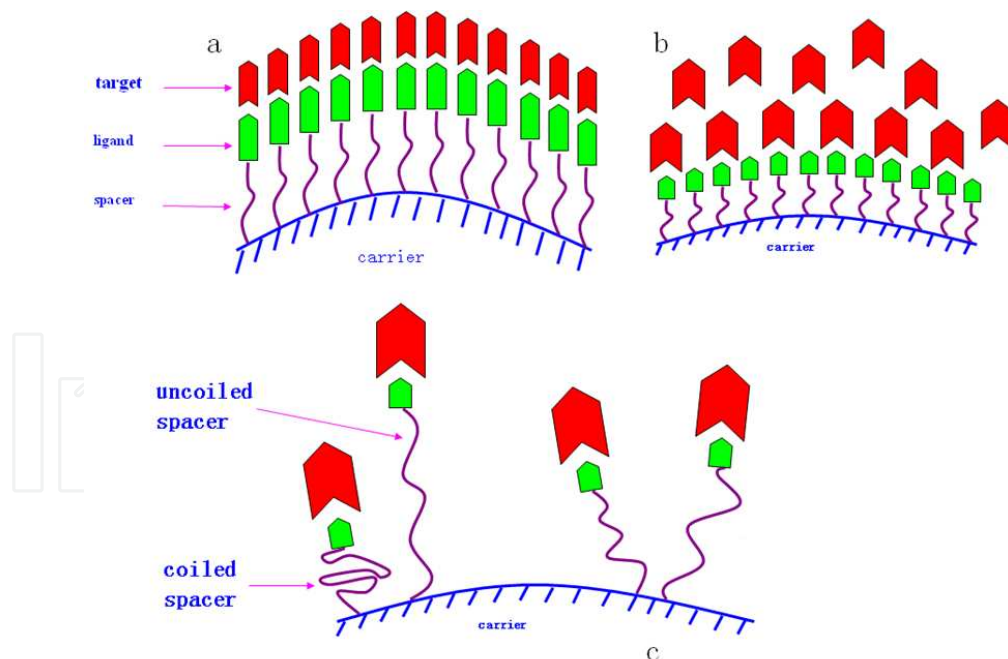 a
b
target
ligand
spacer
carrier
carrier
uncoiled
spacer
coiled
spacer
carrier
c